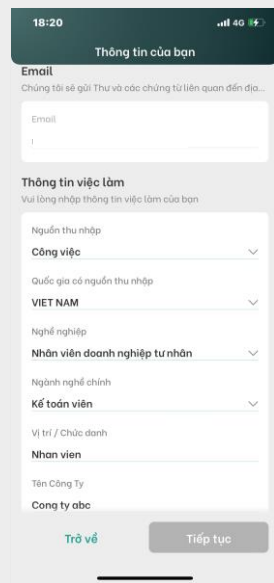 18:20
4G
Thông tin của bạn
Email
Chúng tôi sẽ gửi Thư và các chứng từ liên quan đến địa...
Email
Thông tin việc làm
Vui lòng nhập thông tin việc làm của bạn
Nguồn thu nhập
Công việc
Quốc gia có nguồn thu nhập
VIET NAM
Nghề nghiệp
Nhân viên doanh nghiệp tư nhân
Ngành nghề chính
Kế toán viên
Vị trí / Chức danh
Nhan vien
Tên Công Ty
Cong ty abc
Trở về
Tiếp tục